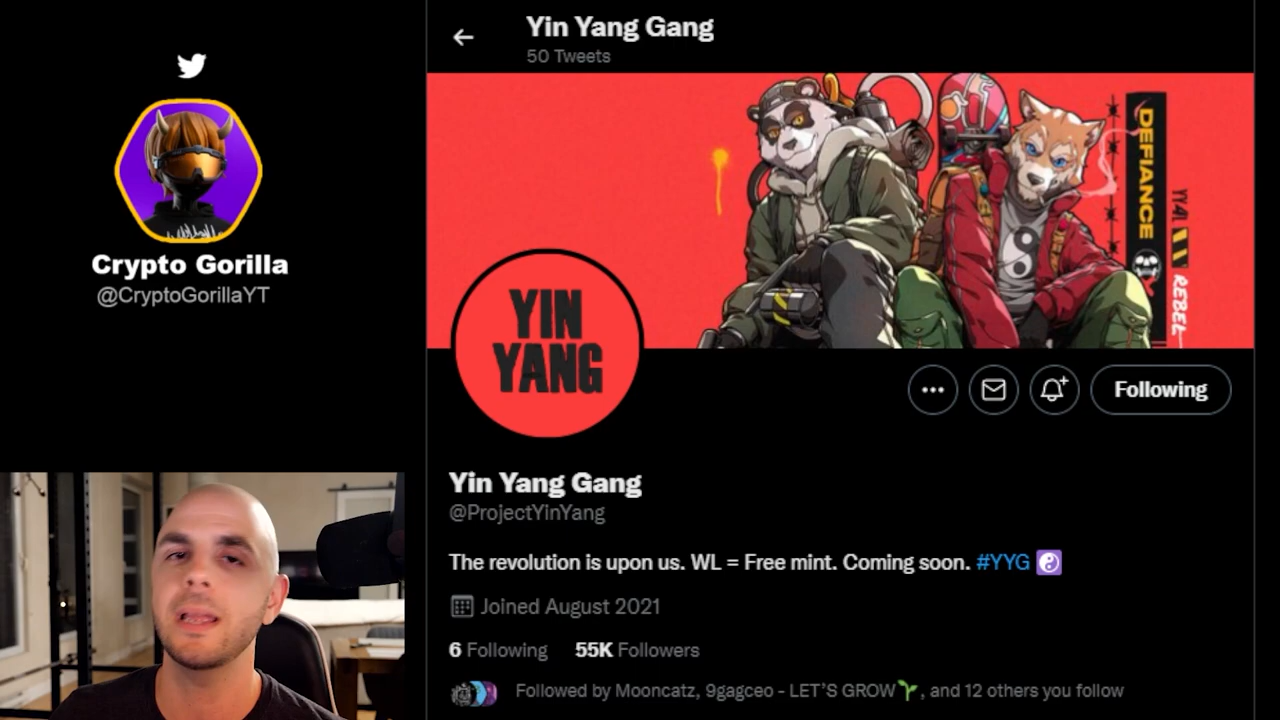 Crypto Gorilla
@CryptoGorillaYT
Yin Yang Gang
50 Tweets
DEFIANCE
REBEL
YIN
YANG
Following
Yin Yang Gang
@ProjectYinYang
The revolution is upon us. WL = Free mint. Coming soon. #YYG ☯️
Joined August 2021
6 Following 55K Followers
Followed by Mooncatz, 9gagceo - LET'S GROW🌱, and 12 others you follow